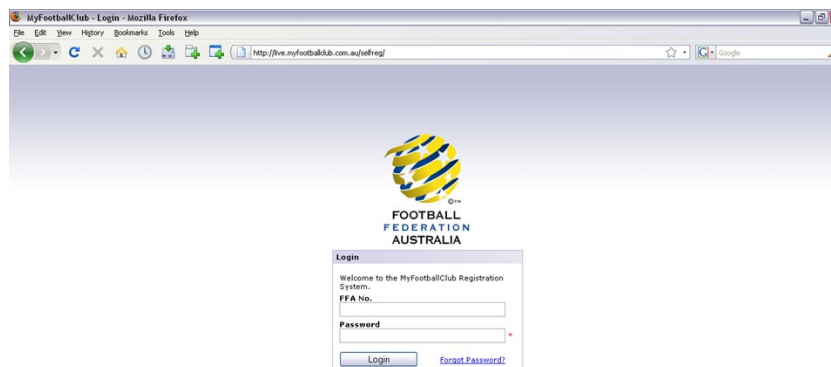 MyFootballClub - Login - Mozilla Firefox
File Edit View History Bookmarks Tools Help
http://live.myfootballclub.com.au/selfreg/
Google
©™
FOOTBALL
FEDERATION
AUSTRALIA
Login
Welcome to the MyFootballClub Registration
System.
FFA No.
Password
*
Login Forgot Password?